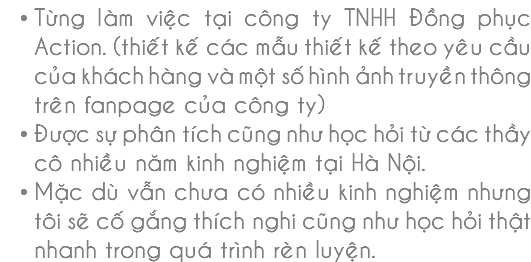 • Từng làm việc tại công ty TNHH Đồng phục
Action. (thiết kế các mẫu thiết kế theo yêu cầu
của khách hàng và một số hình ảnh truyền thông
trên fanpage của công ty)
• Được sự phân tích cũng như học hỏi từ các thầy
cô nhiều năm kinh nghiệm tại Hà Nội.
• Mặc dù vẫn chưa có nhiều kinh nghiệm nhưng
tôi sẽ cố gắng thích nghi cũng như học hỏi thật
nhanh trong quá trình rèn luyện.